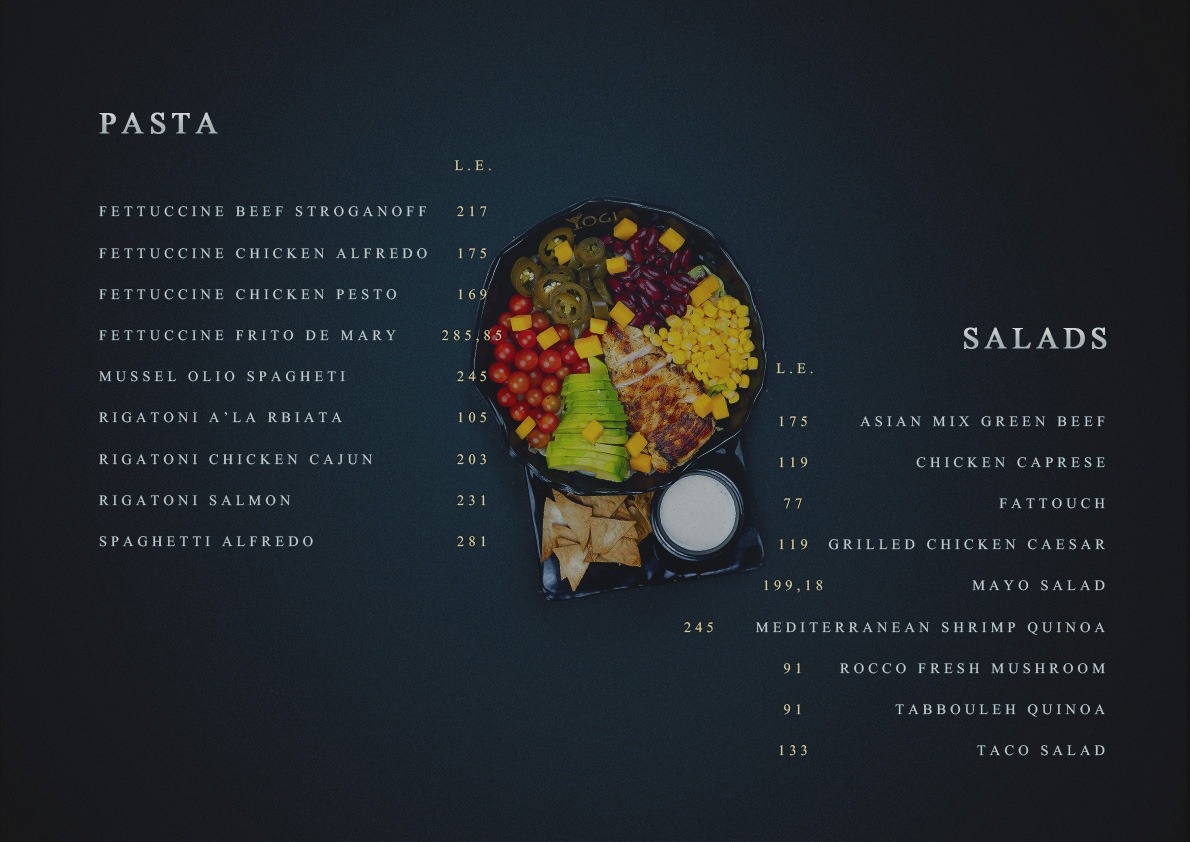 PASTA
L.E.
FETTUCCINE BEEF STROGANOFF 217
FETTUCCINE CHICKEN ALFREDO 175
FETTUCCINE CHICKEN PESTO 169
FETTUCCINE FRITO DE MARY 285,85
MUSSEL OLIO SPAGHETI 245
RIGATONI A’LA RBIATA 105
RIGATONI CHICKEN CAJUN 203
RIGATONI SALMON 231
SPAGHETTI ALFREDO 281
YOGI
SALADS
L.E.
175 ASIAN MIX GREEN BEEF
119 CHICKEN CAPRESE
77 FATTOUCH
119 GRILLED CHICKEN CAESAR
199,18 MAYO SALAD
245 MEDITERRANEAN SHRIMP QUINOA
91 ROCCO FRESH MUSHROOM
91 TABBOULEH QUINOA
133 TACO SALAD